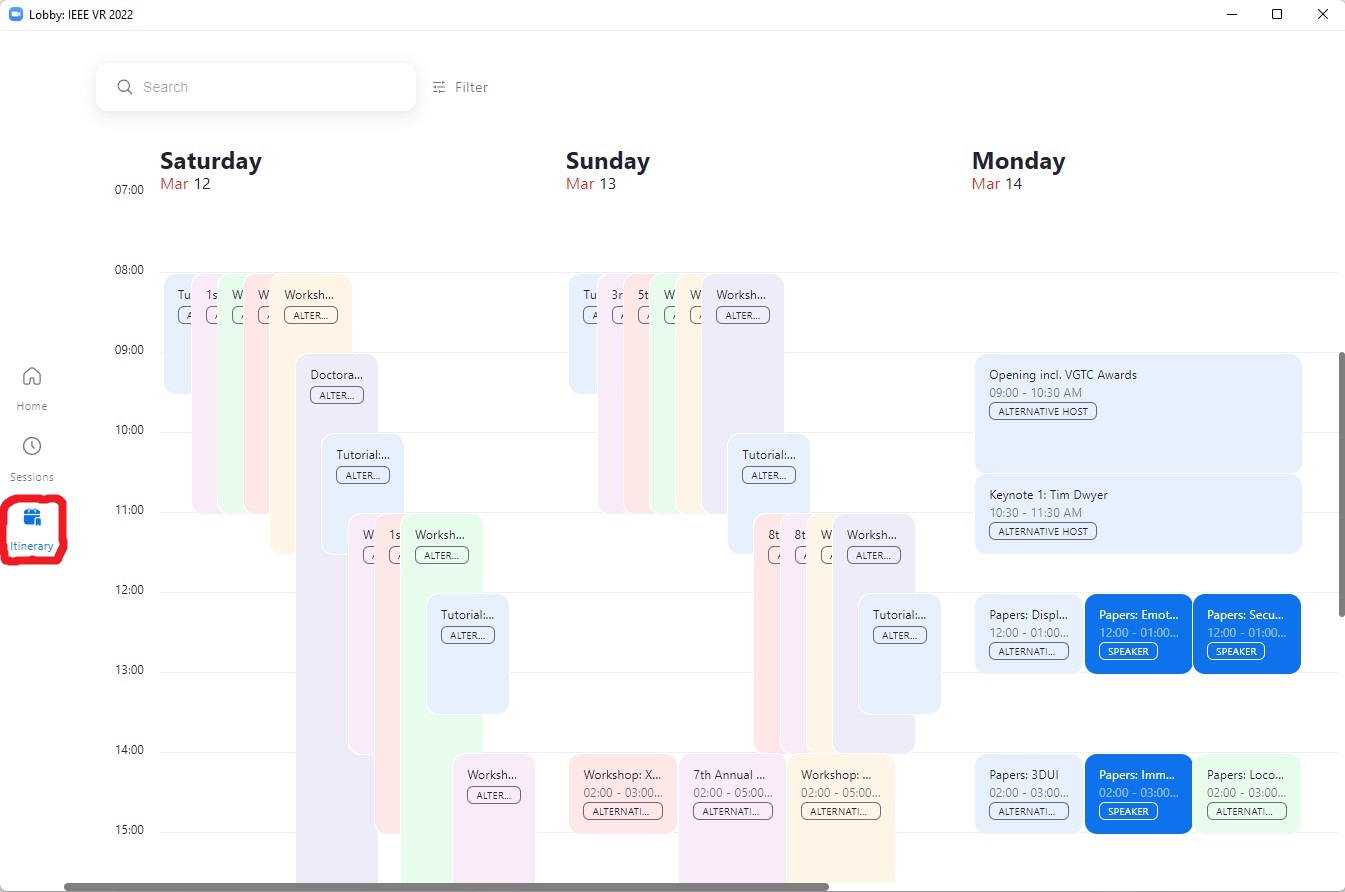 Lobby: IEEE VR 2022
Search
Filter
Saturday
Mar 12
Sunday
Mar 13
Monday
Mar 14
07:00
08:00
09:00
10:00
11:00
12:00
13:00
14:00
15:00
Home
Sessions
Itinerary
Tu
A
1s
A
W
A
W
A
Worksh...
ALTER...
Doctora...
ALTER...
Tutorial:...
ALTER...
W
A
1s
A
Worksh...
ALTER...
Tutorial:...
ALTER...
Worksh...
ALTER...
Tu
A
3r
A
5t
A
W
A
W
A
Worksh...
ALTER...
Tutorial:...
ALTER...
8t
A
8t
A
W
A
Worksh...
ALTER...
Tutorial:...
ALTER...
Workshop: X...
02:00 - 03:00...
ALTERNATI...
7th Annual ...
02:00 - 05:00...
ALTERNATI...
Workshop: ...
02:00 - 05:00...
ALTERNATI...
Opening incl. VGTC Awards
09:00 - 10:30 AM
ALTERNATIVE HOST
Keynote 1: Tim Dwyer
10:30 - 11:30 AM
ALTERNATIVE HOST
Papers: Displ...
12:00 - 01:00...
ALTERNATI...
Papers: Emot...
12:00 - 01:00...
SPEAKER
Papers: Secu...
12:00 - 01:00...
SPEAKER
Papers: 3DUI
02:00 - 03:00...
ALTERNATI...
Papers: Imm...
02:00 - 03:00...
SPEAKER
Papers: Loco...
02:00 - 03:00...
ALTERNATI...